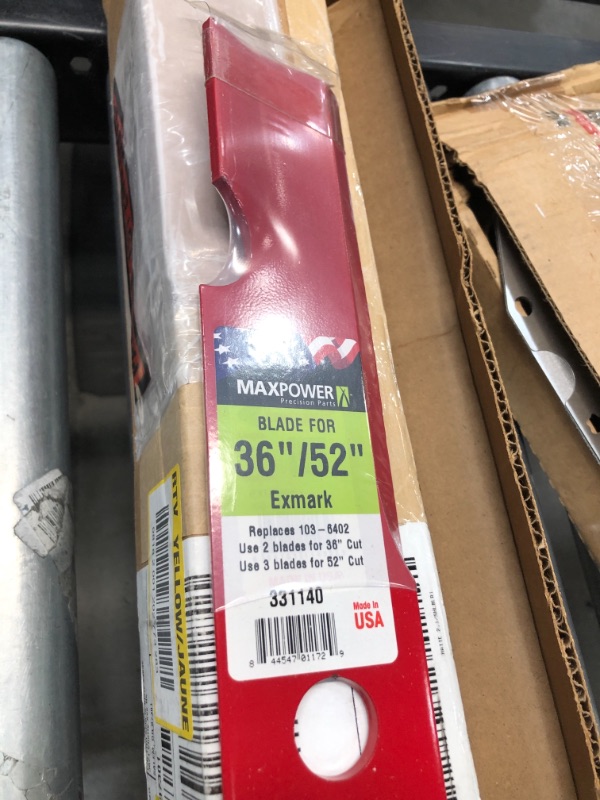 MAXPOWER
Precision Parts
BLADE FOR
36"/52"
Exmark
Replaces 103-6402
Use 2 blades for 36" Cut
Use 3 blades for 52" Cut
331140
Made in
USA
8 44547 01172 9
RTV YELLOW/JAUNE